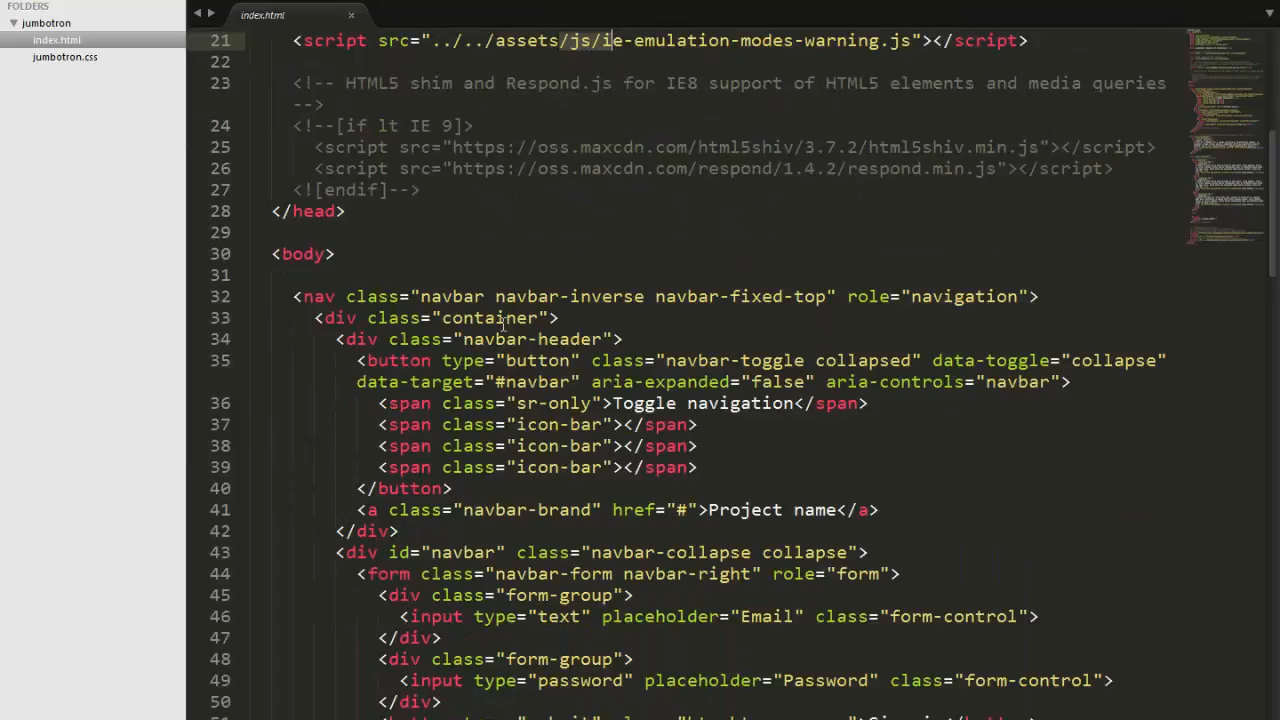 FOLDERS
jumbotron
index.html
jumbotron.css
index.html
21 <script src="../../assets/js/ie-emulation-modes-warning.js"></script>
22
23 <!-- HTML5 shim and Respond.js for IE8 support of HTML5 elements and media queries
-->
24 <!--[if lt IE 9]>
25 <script src="https://oss.maxcdn.com/html5shiv/3.7.2/html5shiv.min.js"></script>
26 <script src="https://oss.maxcdn.com/respond/1.4.2/respond.min.js"></script>
27 <![endif]-->
28 </head>
29
30 <body>
31
32 <nav class="navbar navbar-inverse navbar-fixed-top" role="navigation">
33 <div class="container">
34 <div class="navbar-header">
35 <button type="button" class="navbar-toggle collapsed" data-toggle="collapse"
data-target="#navbar" aria-expanded="false" aria-controls="navbar">
36 <span class="sr-only">Toggle navigation</span>
37 <span class="icon-bar"></span>
38 <span class="icon-bar"></span>
39 <span class="icon-bar"></span>
40 </button>
41 <a class="navbar-brand" href="#">Project name</a>
42 </div>
43 <div id="navbar" class="navbar-collapse collapse">
44 <form class="navbar-form navbar-right" role="form">
45 <div class="form-group">
46 <input type="text" placeholder="Email" class="form-control">
47 </div>
48 <div class="form-group">
49 <input type="password" placeholder="Password" class="form-control">
50 </div>